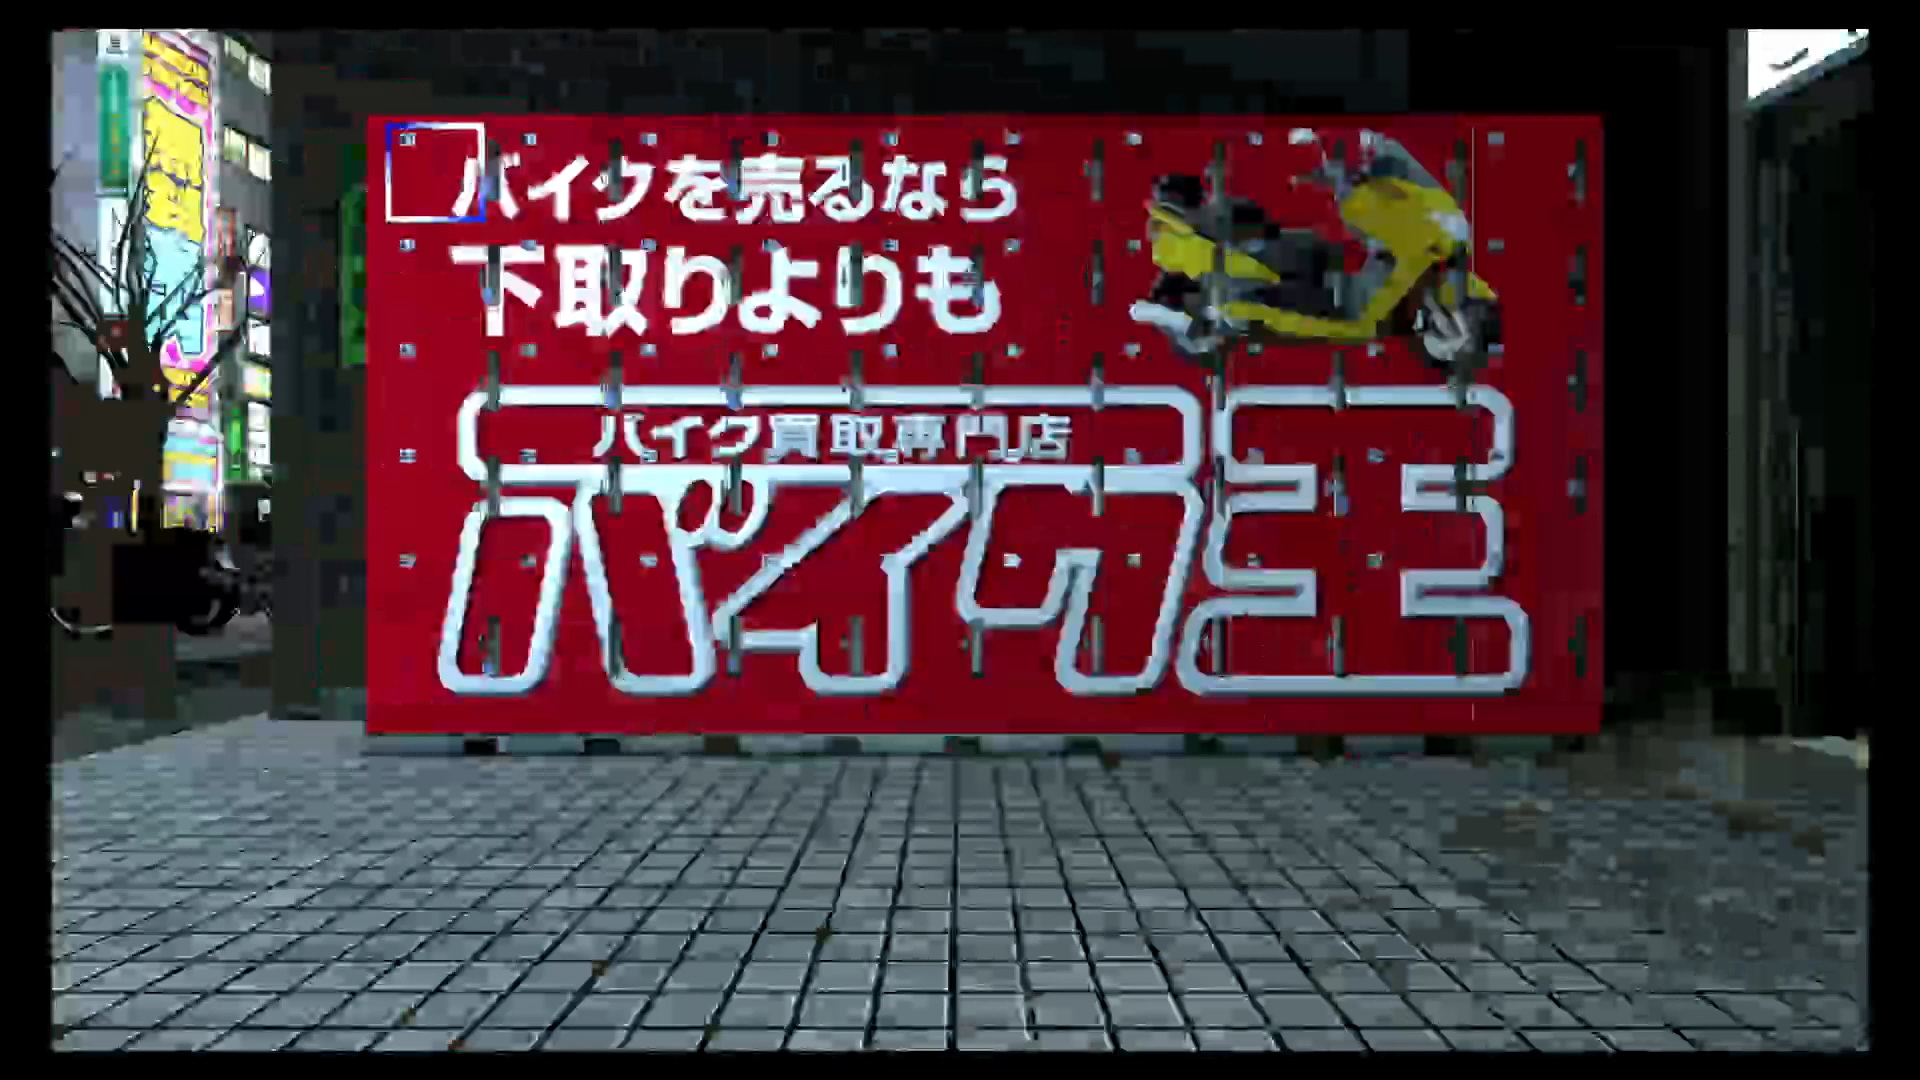 バイクを売るなら
下取りよりも
バイク買取専門店
バイク王